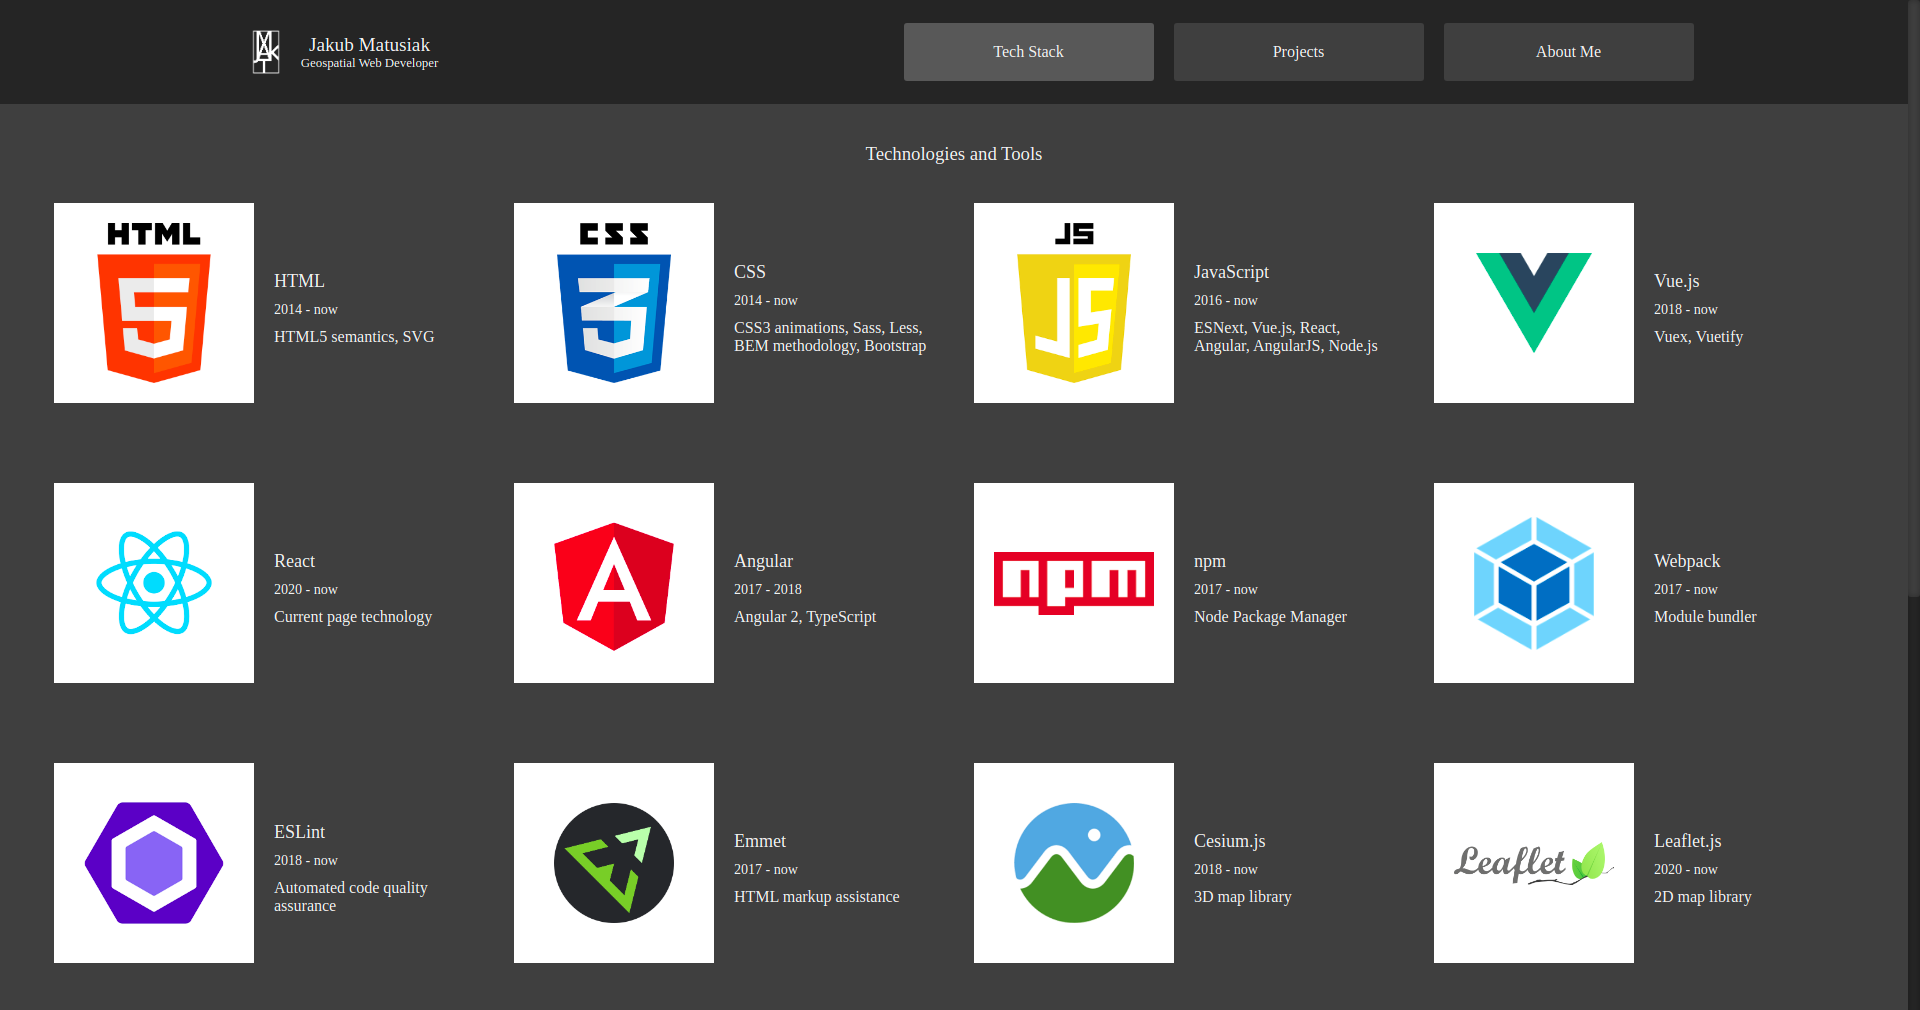 Jakub Matusiak
Geospatial Web Developer
Tech Stack
Projects
About Me
Technologies and Tools
HTML
HTML
2014 - now
HTML5 semantics, SVG
CSS
CSS
2014 - now
CSS3 animations, Sass, Less,
BEM methodology, Bootstrap
JS
JS
JavaScript
2016 - now
ESNext, Vue.js, React,
Angular, AngularJS, Node.js
Vue.js
2018 - now
Vuex, Vuetify
React
2020 - now
Current page technology
A
Angular
2017 - 2018
Angular 2, TypeScript
npm
npm
2017 - now
Node Package Manager
Webpack
2017 - now
Module bundler
ESLint
2018 - now
Automated code quality
assurance
Emmet
2017 - now
HTML markup assistance
Cesium.js
2018 - now
3D map library
Leaflet
Leaflet.js
2020 - now
2D map library